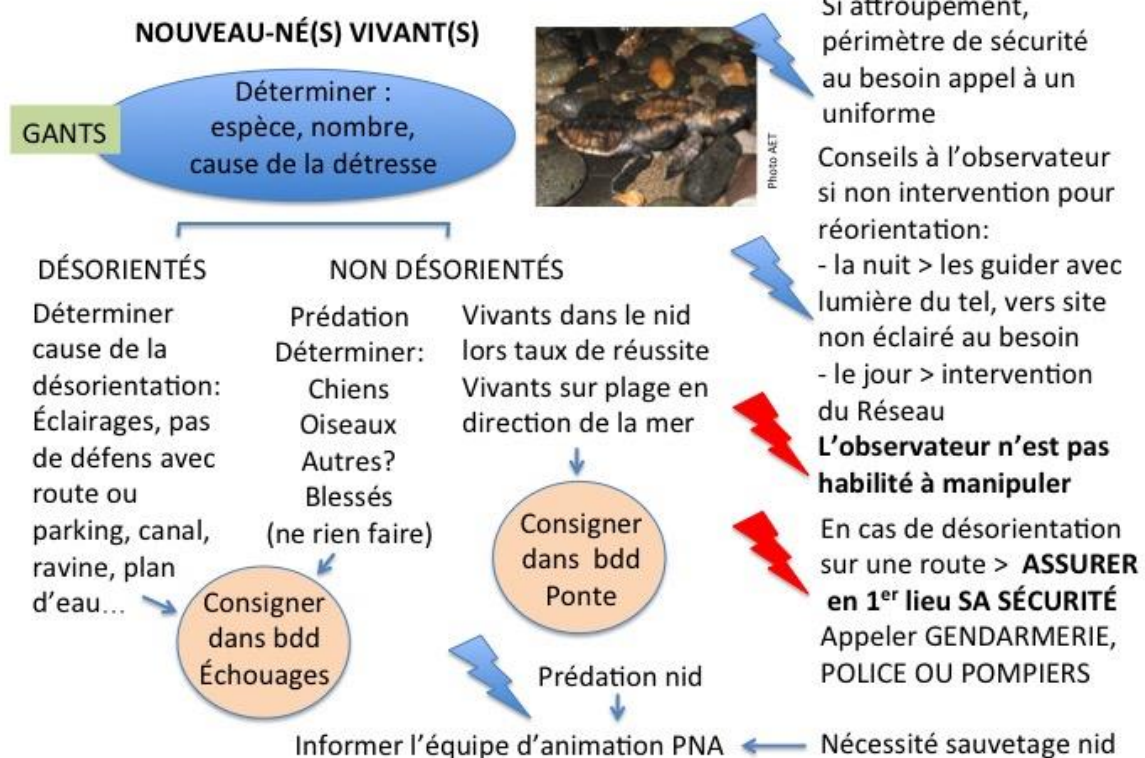 NOUVEAU-NÉ(S) VIVANT(S)
GANTS
Déterminer :
espèce, nombre,
cause de la détresse
Photo AET
DÉSORIENTÉS
Déterminer
cause de la
désorientation:
Éclairages, pas
de défens avec
route ou
parking, canal,
ravine, plan
d’eau…
NON DÉSORIENTÉS
Prédation
Déterminer:
Chiens
Oiseaux
Autres?
Blessés
(ne rien faire)
Vivants dans le nid
lors taux de réussite
Vivants sur plage en
direction de la mer
Consigner
dans bdd
Échouages
Consigner
dans bdd
Ponte
Prédation nid
Informer l’équipe d’animation PNA
Nécessité sauvetage nid
Si attroupement,
périmètre de sécurité
au besoin appel à un
uniforme
Conseils à l’observateur
si non intervention pour
réorientation:
- la nuit > les guider avec
lumière du tel, vers site
non éclairé au besoin
- le jour > intervention
du Réseau
L’observateur n’est pas
habilité à manipuler
En cas de désorientation
sur une route > ASSURER
en 1er lieu SA SÉCURITÉ
Appeler GENDARMERIE,
POLICE OU POMPIERS